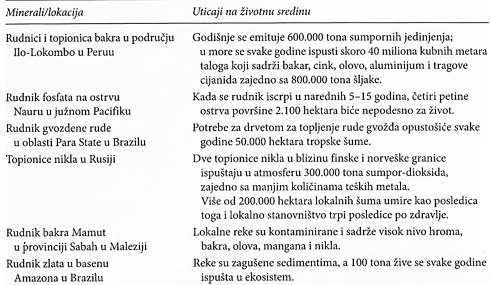 Minerali/lokacija Uticaji na životnu sredinu
Rudnici i topionica bakra u području Godišnje se emituje 600.000 tona sumpornih jedinjenja;
Ilo-Lokombo u Peruu u more se svake godine ispusti skoro 40 miliona kubnih metara
taloga koji sadrži bakar, cink, olovo, aluminijum i tragove
cijanida zajedno sa 800.000 tona šljake.
Rudnik fosfata na ostrvu Kada se rudnik iscrpi u narednih 5–15 godina, četiri petine
Nauru u južnom Pacifiku ostrva površine 2.100 hektara biće nepodesno za život.
Rudnik gvozdene rude Potrebe za drvetom za topljenje rude gvožđa opustošiće svake
u oblasti Para State u Brazilu godine 50.000 hektara tropske šume.
Topionice nikla u Rusiji Dve topionice nikla u blizinu finske i norveške granice
ispuštaju u atmosferu 300.000 tona sumpor-dioksida,
zajedno sa manjim količinama teških metala.
Više od 200.000 hektara lokalnih šuma umire kao posledica
toga i lokalno stanovništvo trpi posledice po zdravlje.
Rudnik bakra Mamut Lokalne reke su kontaminirane i sadrže visok nivo hroma,
u provinciji Sabah u Maleziji bakra, olova, mangana i nikla.
Rudnik zlata u basenu Reke su zagušene sedimentima, a 100 tona žive se svake godine
Amazona u Brazilu ispušta u ekosistem.